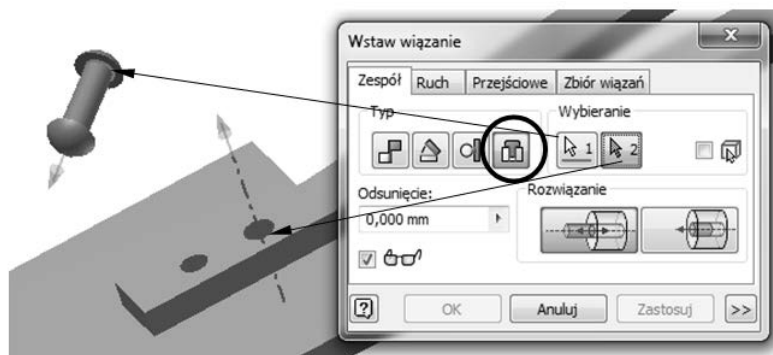 Wstaw wiązanie
Zespół Ruch Przejściowe Zbiór wiązań
Typ Wybieranie
1 2
Odsunięcie: Rozwiązanie
0,000 mm
OK Anuluj Zastosuj >>